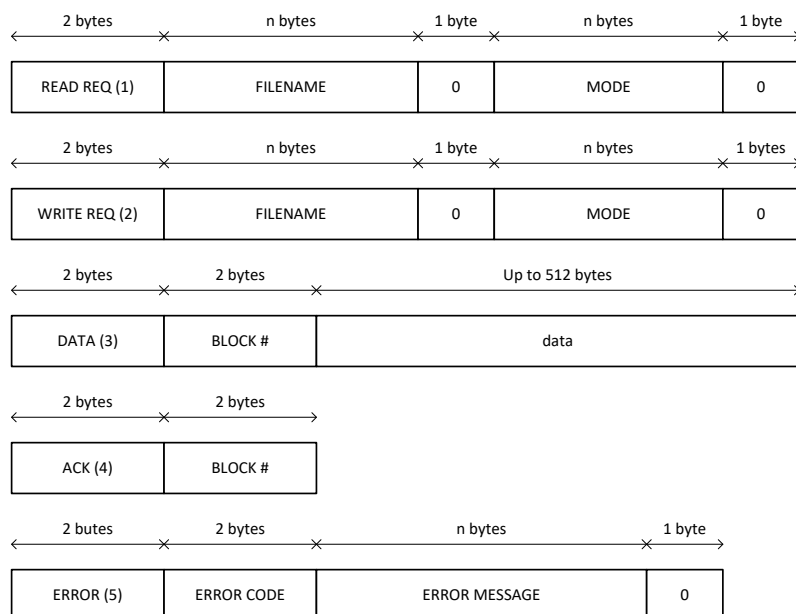 2 bytes n bytes 1 byte n bytes 1 byte
READ REQ (1) FILENAME 0 MODE 0
2 bytes n bytes 1 byte n bytes 1 bytes
WRITE REQ (2) FILENAME 0 MODE 0
2 bytes 2 bytes Up to 512 bytes
DATA (3) BLOCK # data
2 bytes 2 bytes
ACK (4) BLOCK #
2 butes 2 bytes n bytes 1 byte
ERROR (5) ERROR CODE ERROR MESSAGE 0